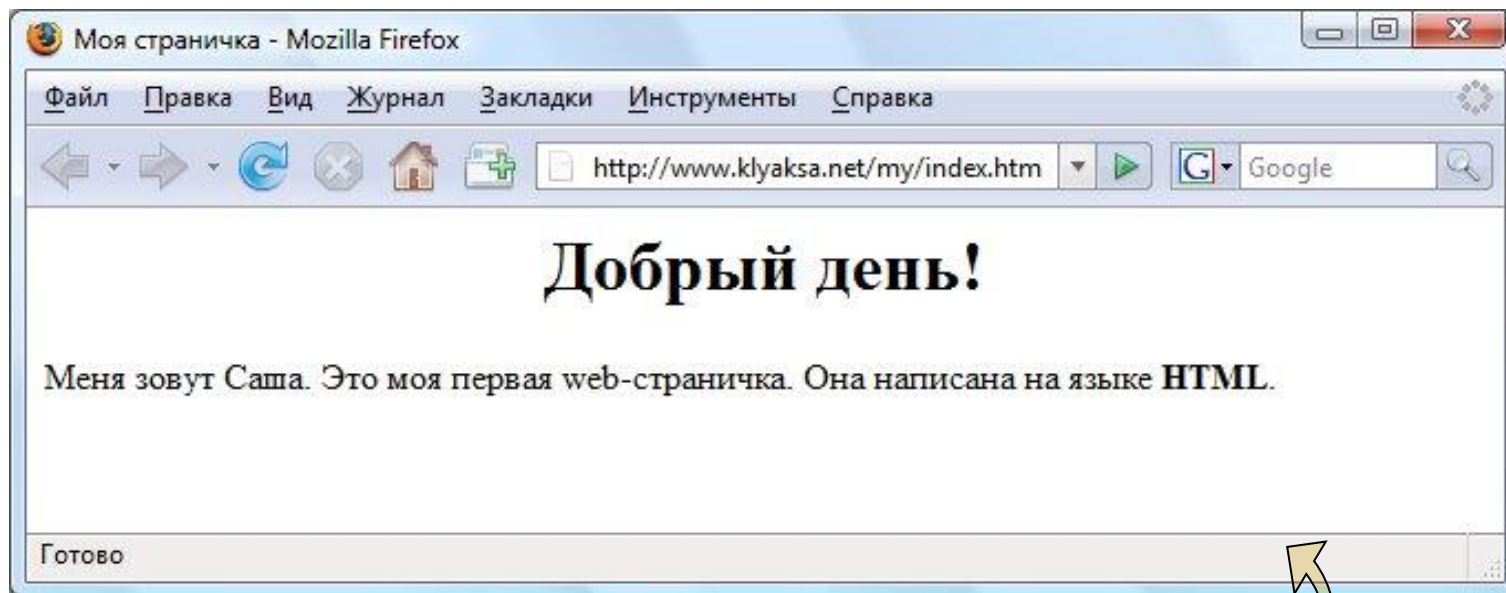 Моя страничка - Mozilla Firefox
Файл Правка Вид Журнал Закладки Инструменты Справка
http://www.klyaksa.net/my/index.htm G Google
Добрый день!
Меня зовут Саша. Это моя первая web-страничка. Она написана на языке HTML.
Готово